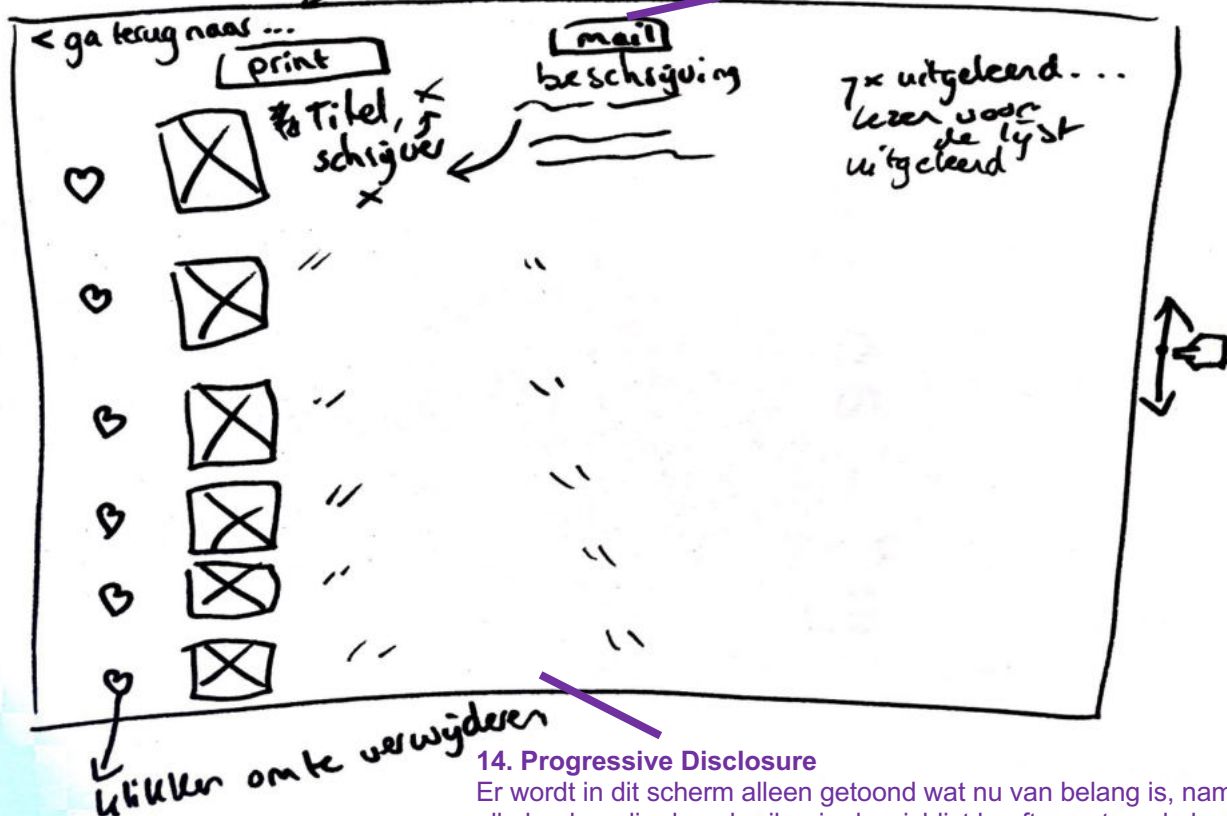 < ga terug naar ...
print
mail
Titel,
schrijver
beschrijving
7x uitgeleend...
lezen voor
de lijst
uitgeleend
klikken om te verwijderen
14. Progressive Disclosure
Er wordt in dit scherm alleen getoond wat nu van belang is, nam